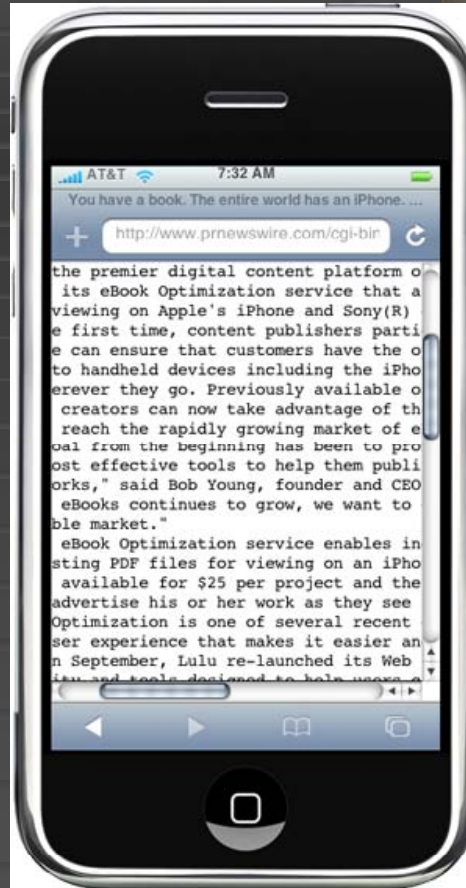 AT&T 7:32 AM
You have a book. The entire world has an iPhone. ...
http://www.prnewswire.com/cgi-bin
the premier digital content platform o
its eBook Optimization service that a
viewing on Apple's iPhone and Sony(R)
e first time, content publishers parti
e can ensure that customers have the o
to handheld devices including the iPho
erever they go. Previously available o
creators can now take advantage of th
reach the rapidly growing market of e
oal from the beginning has been to pro
ost effective tools to help them publi
orks," said Bob Young, founder and CEO
eBooks continues to grow, we want to
ble market."
eBook Optimization service enables in
sting PDF files for viewing on an iPho
available for $25 per project and the
advertise his or her work as they see
Optimization is one of several recent
ser experience that makes it easier an
n September, Lulu re-launched its Web
ity and tools designed to help users